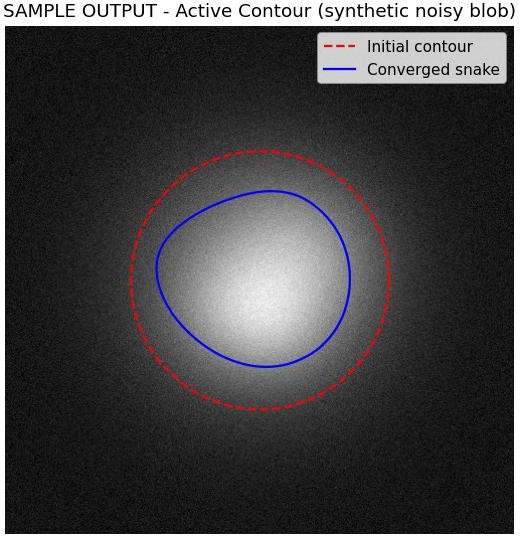 SAMPLE OUTPUT - Active Contour (synthetic noisy blob)
Initial contour
Converged snake